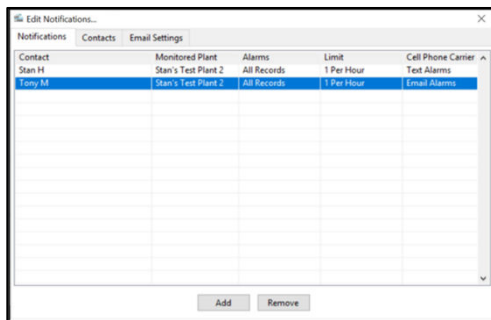 Edit Notifications...
Notifications Contacts Email Settings
Contact Monitored Plant Alarms Limit Cell Phone Carrier
Stan H Stan's Test Plant 2 All Records 1 Per Hour Text Alarms
Tony M Stan's Test Plant 2 All Records 1 Per Hour Email Alarms
Add Remove